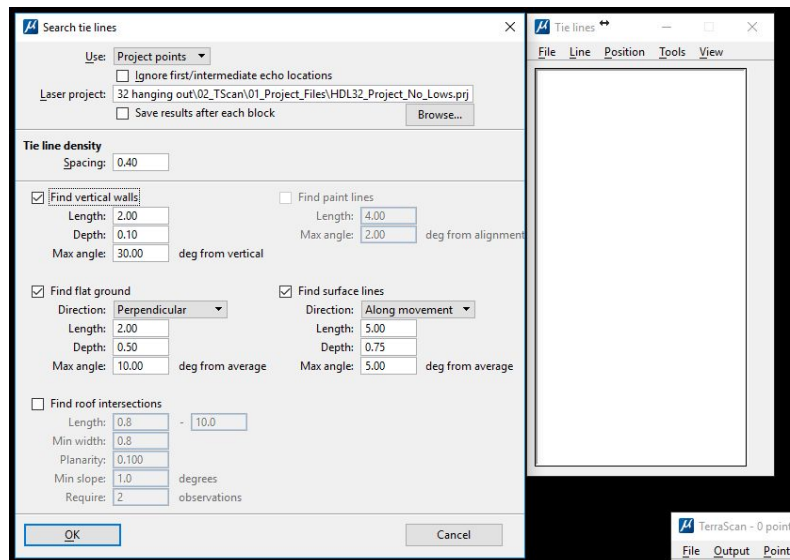 Search tie lines
Use: Project points
Ignore first/intermediate echo locations
Laser project: 32 hanging out\02_TScan\01_Project_Files\HDL32_Project_No_Lows.prj
Save results after each block
Browse...
Tie line density
Spacing: 0.40
Find vertical walls
Length: 2.00
Depth: 0.10
Max angle: 30.00 deg from vertical
Find paint lines
Length: 4.00
Max angle: 2.00 deg from alignment
Find flat ground
Direction: Perpendicular
Length: 2.00
Depth: 0.50
Max angle: 10.00 deg from average
Find surface lines
Direction: Along movement
Length: 5.00
Depth: 0.75
Max angle: 5.00 deg from average
Find roof intersections
Length: 0.8 - 10.0
Min width: 0.8
Planarity: 0.100
Min slope: 1.0 degrees
Require: 2 observations
OK
Cancel
Tie lines
File Line Position Tools View
TerraScan - 0 point
File Output Point